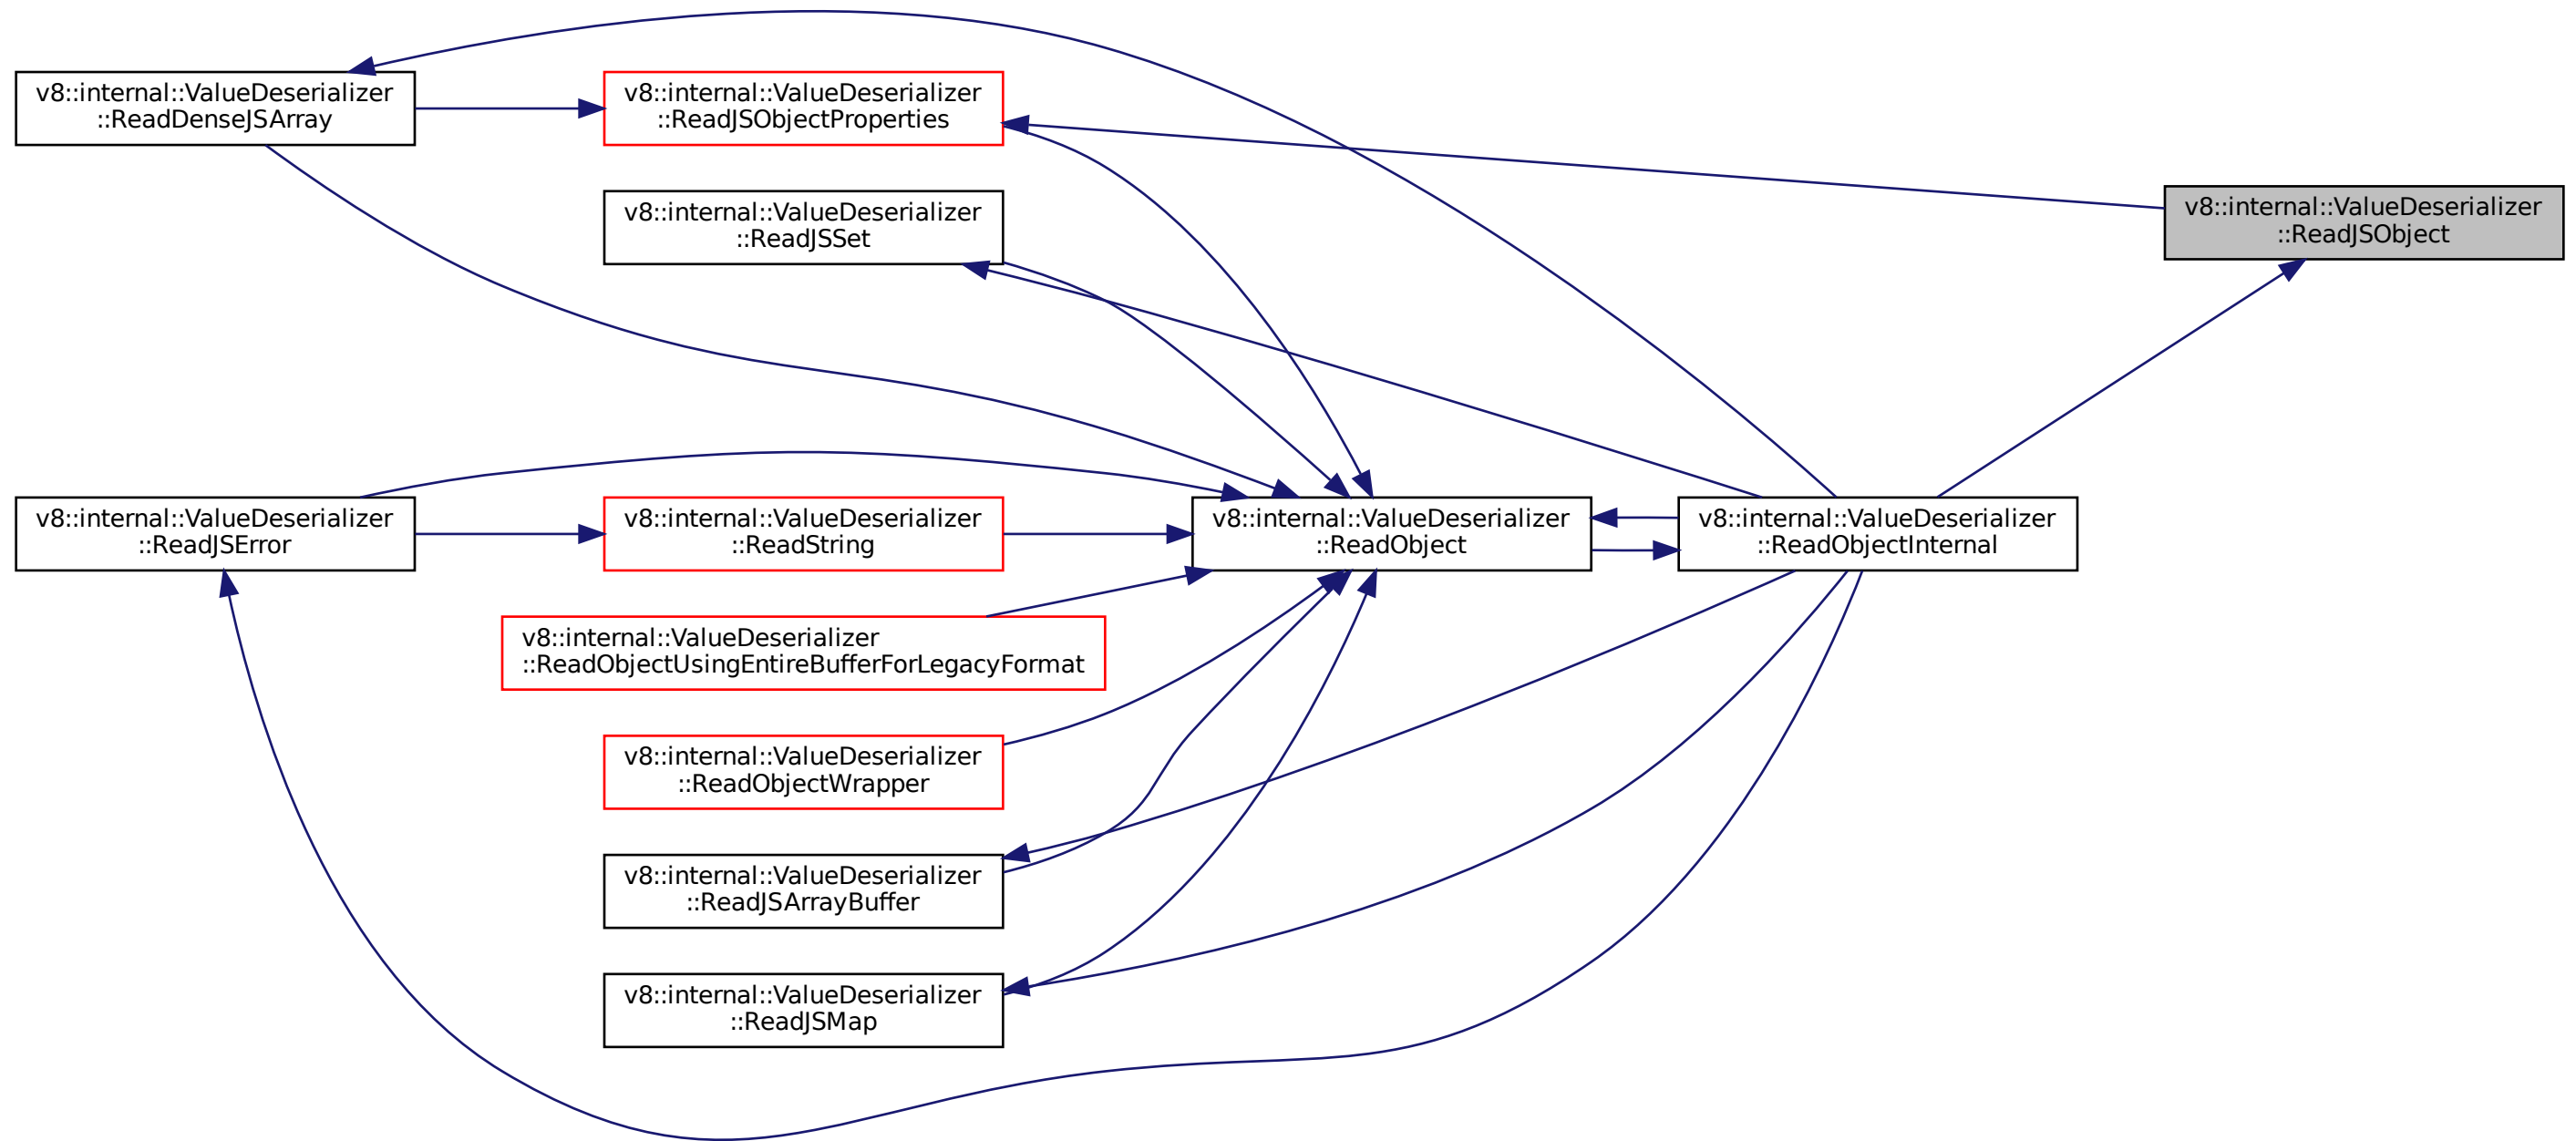 v8::internal::ValueDeserializer
::ReadDenseJSArray
v8::internal::ValueDeserializer
::ReadJSObjectProperties
v8::internal::ValueDeserializer
::ReadJSSet
v8::internal::ValueDeserializer
::ReadJSObject
v8::internal::ValueDeserializer
::ReadJSError
v8::internal::ValueDeserializer
::ReadString
v8::internal::ValueDeserializer
::ReadObject
v8::internal::ValueDeserializer
::ReadObjectInternal
v8::internal::ValueDeserializer
::ReadObjectUsingEntireBufferForLegacyFormat
v8::internal::ValueDeserializer
::ReadObjectWrapper
v8::internal::ValueDeserializer
::ReadJSArrayBuffer
v8::internal::ValueDeserializer
::ReadJSMap